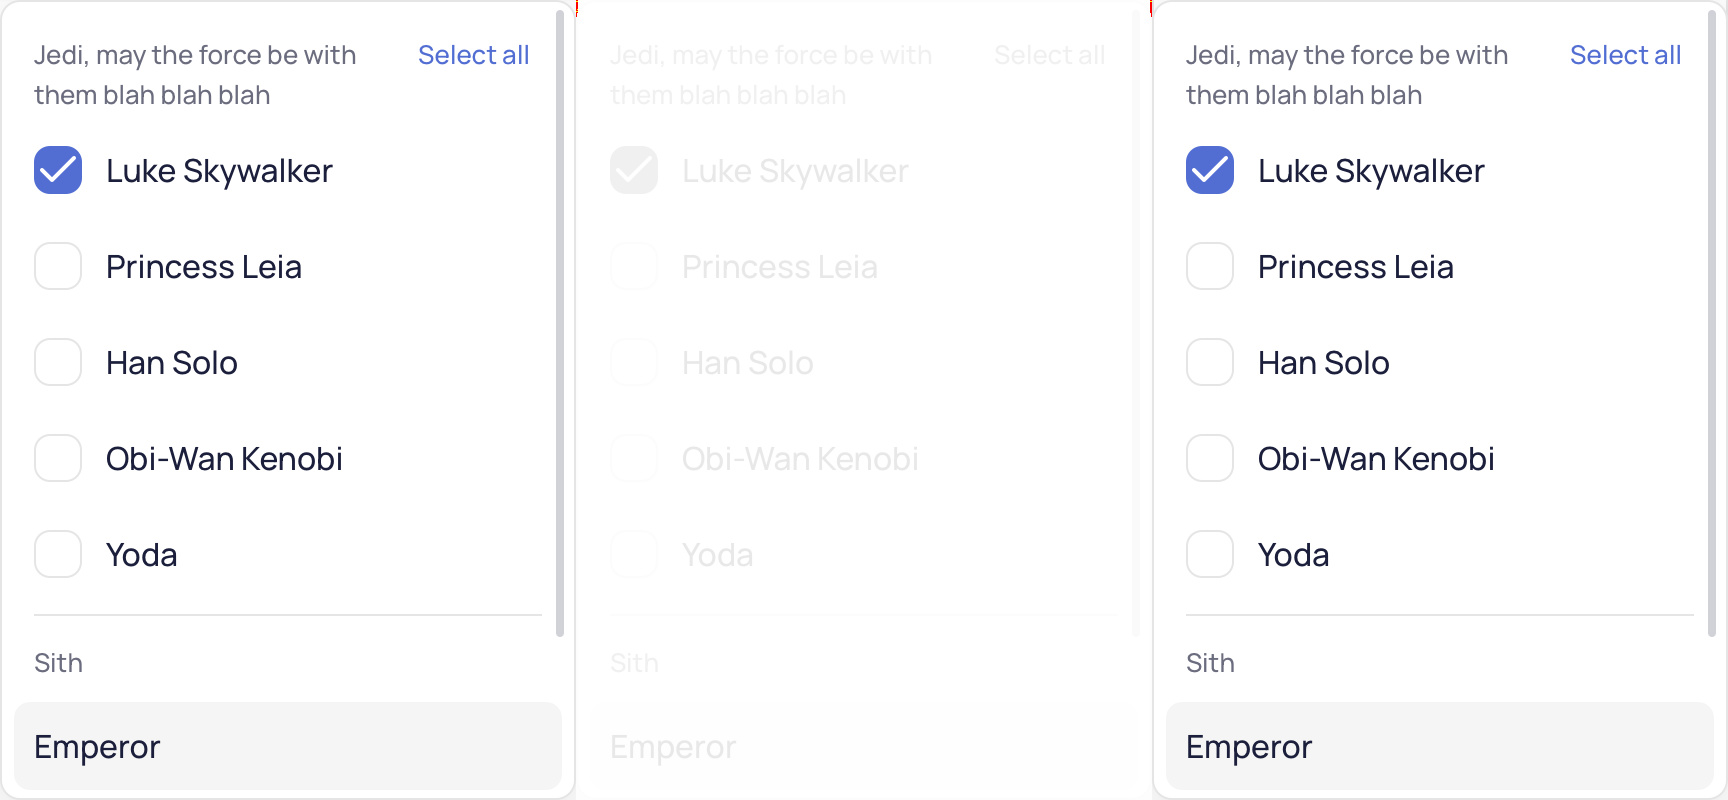 Jedi, may the force be with
them blah blah blah
Select all
Luke Skywalker
Princess Leia
Han Solo
Obi-Wan Kenobi
Yoda
Sith
Emperor
Jedi, may the force be with
them blah blah blah
Select all
Luke Skywalker
Princess Leia
Han Solo
Obi-Wan Kenobi
Yoda
Sith
Emperor
Jedi, may the force be with
them blah blah blah
Select all
Luke Skywalker
Princess Leia
Han Solo
Obi-Wan Kenobi
Yoda
Sith
Emperor